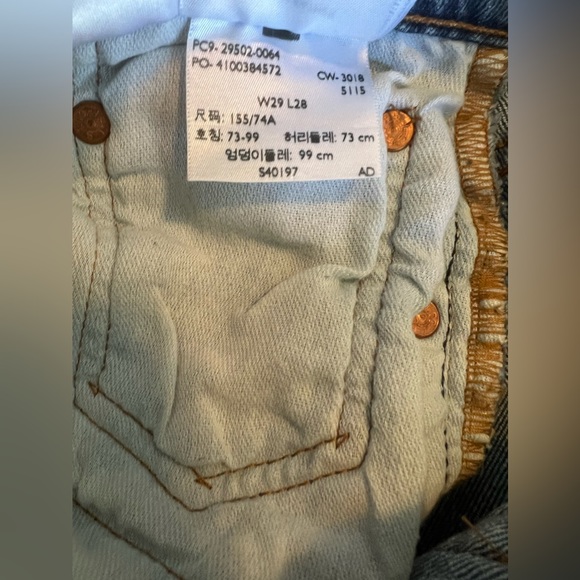 PC9- 29502-0064
PO- 4100384572
CW- 3018
5115
W29 L28
尺码: 155/74A
호칭: 73-99 허리둘레: 73 cm
엉덩이둘레: 99 cm
S40197 AD